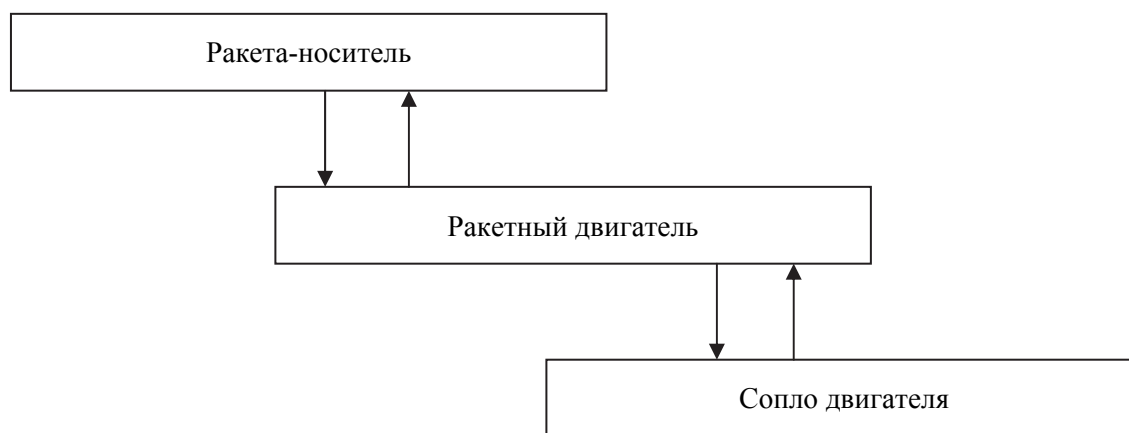 Ракета-носитель
Ракетный двигатель
Сопло двигателя